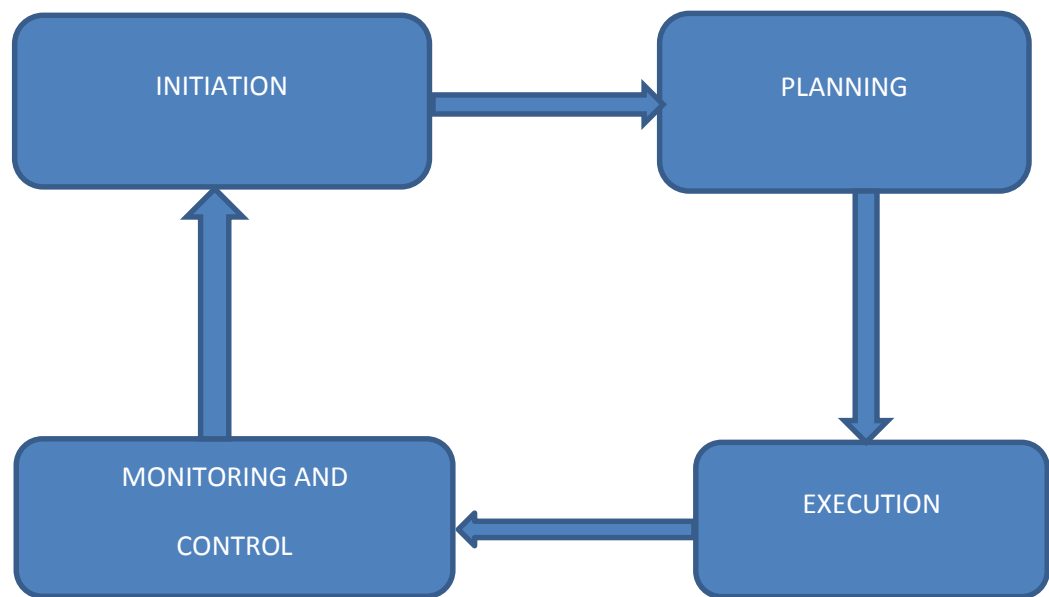 INITIATION
PLANNING
MONITORING AND
CONTROL
EXECUTION